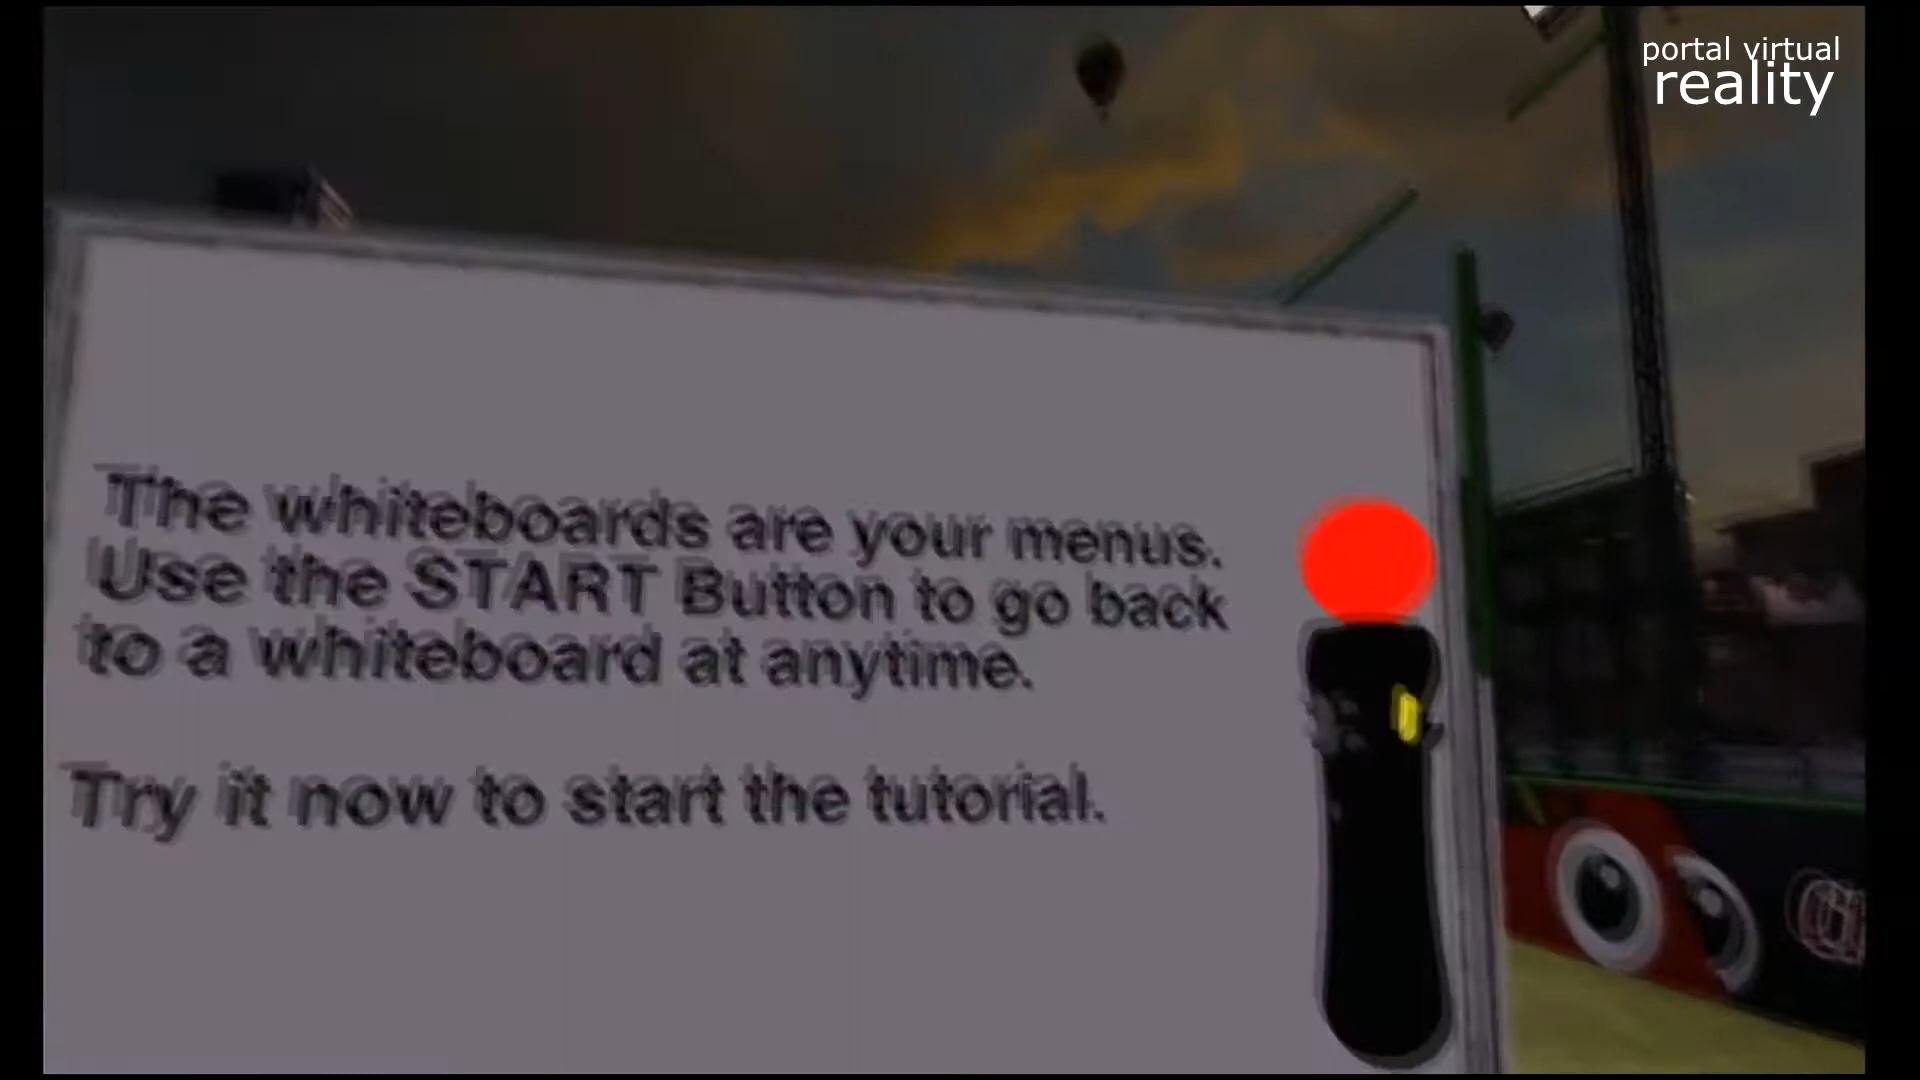 portal virtual
reality
The whiteboards are your menus.
Use the START Button to go back
to a whiteboard at anytime.
Try it now to start the tutorial.